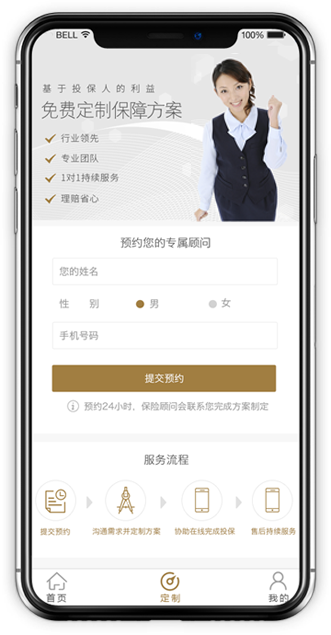 BELL 100%
基于投保人的利益
免费定制保障方案
行业领先
专业团队
1对1持续服务
理赔省心
预约您的专属顾问
您的姓名
性 别 男 女
手机号码
提交预约
预约24小时，保险顾问会联系您完成方案制定
服务流程
提交预约 沟通需求并定制方案 协助在线完成投保 售后持续服务
首页 定制 我的